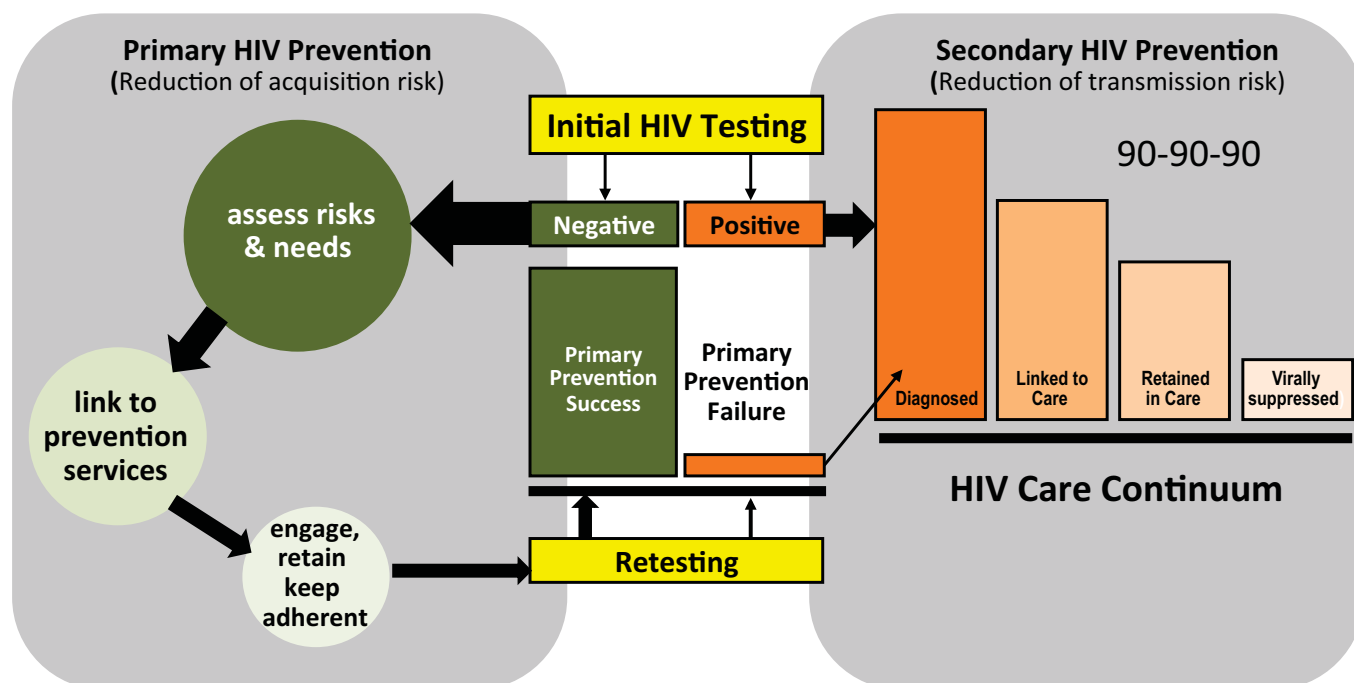 Primary HIV Prevention
(Reduction of acquisition risk)
Secondary HIV Prevention
(Reduction of transmission risk)
Initial HIV Testing
90-90-90
Negative
Positive
assess risks
& needs
link to
prevention
services
engage,
retain
keep
adherent
Primary
Prevention
Success
Primary
Prevention
Failure
Retesting
Diagnosed
Linked to
Care
Retained
in Care
Virally
suppressed
HIV Care Continuum